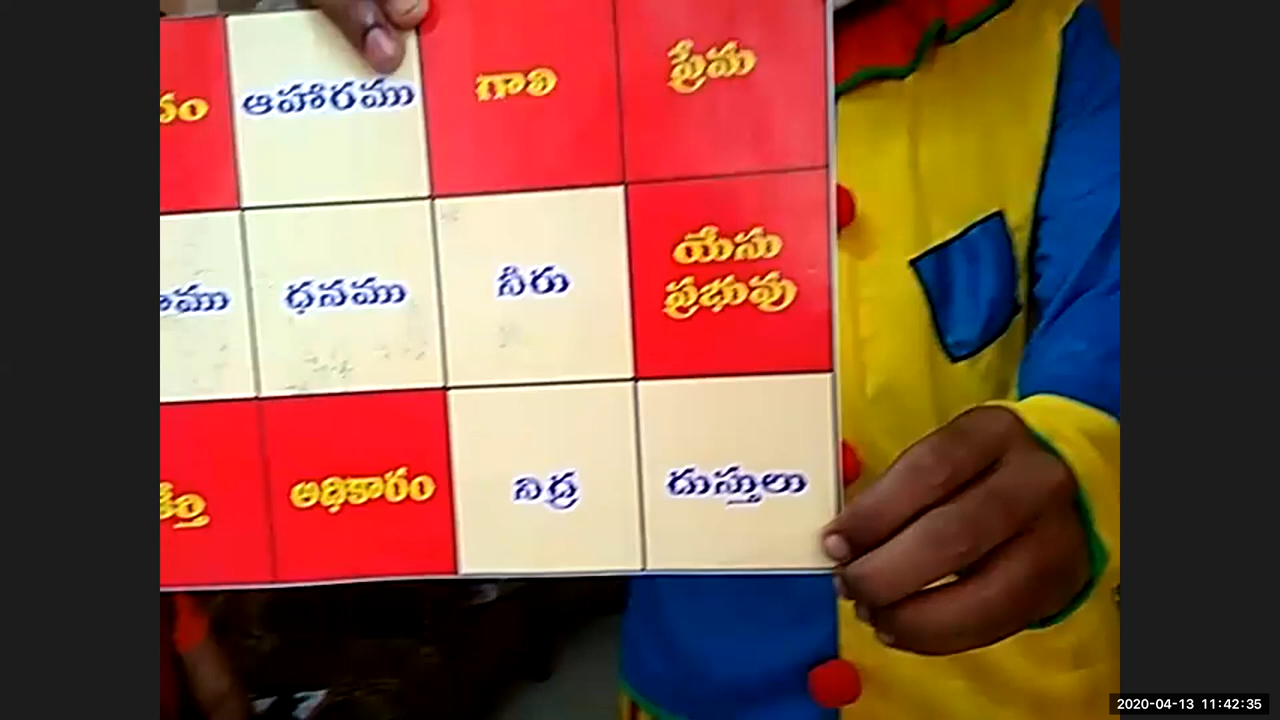 ఆహారము
గాలి
ప్రేమ
ధనము
నీరు
యేసు
ప్రభువు
అధికారం
నిద్ర
దుస్తులు
2020-04-13 11:42:35